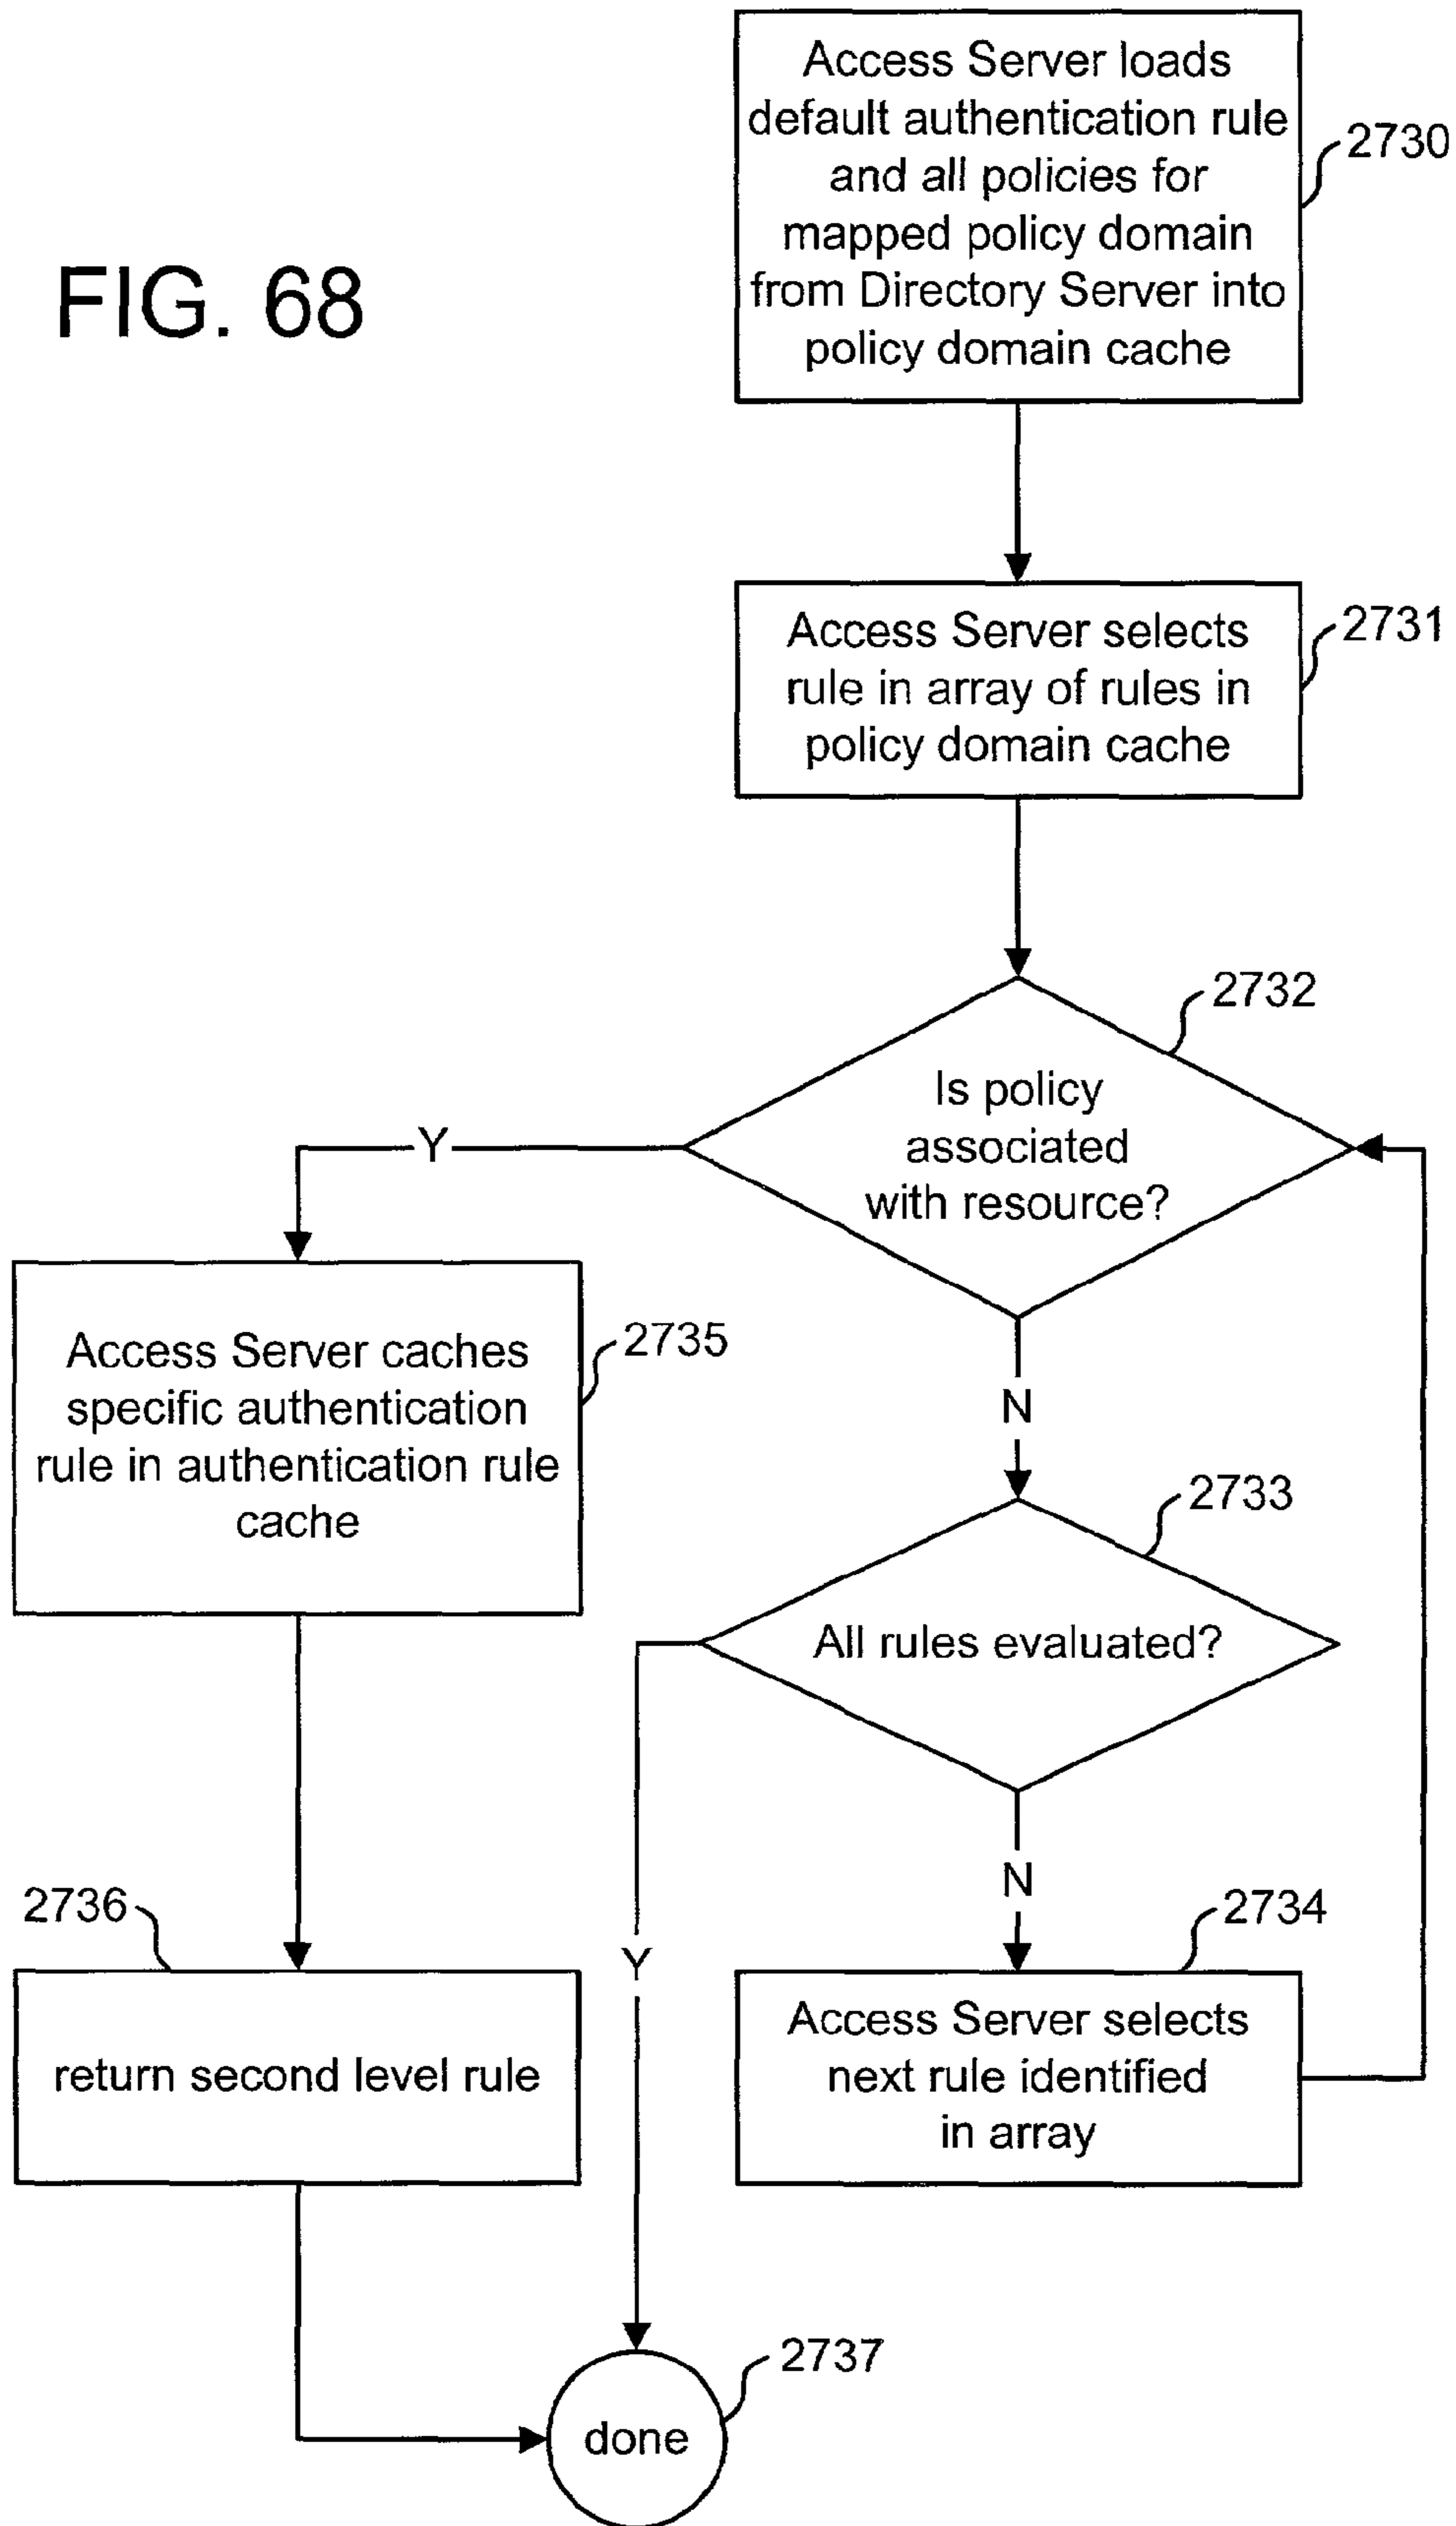 FIG. 68
Access Server loads
default authentication rule
and all policies for
mapped policy domain
from Directory Server into
policy domain cache
2730
Access Server selects
rule in array of rules in
policy domain cache
2731
2732
Is policy
associated
with resource?
Y
N
Access Server caches
specific authentication
rule in authentication rule
cache
2735
2733
All rules evaluated?
Y
N
2736
return second level rule
2734
Access Server selects
next rule identified
in array
2737
done